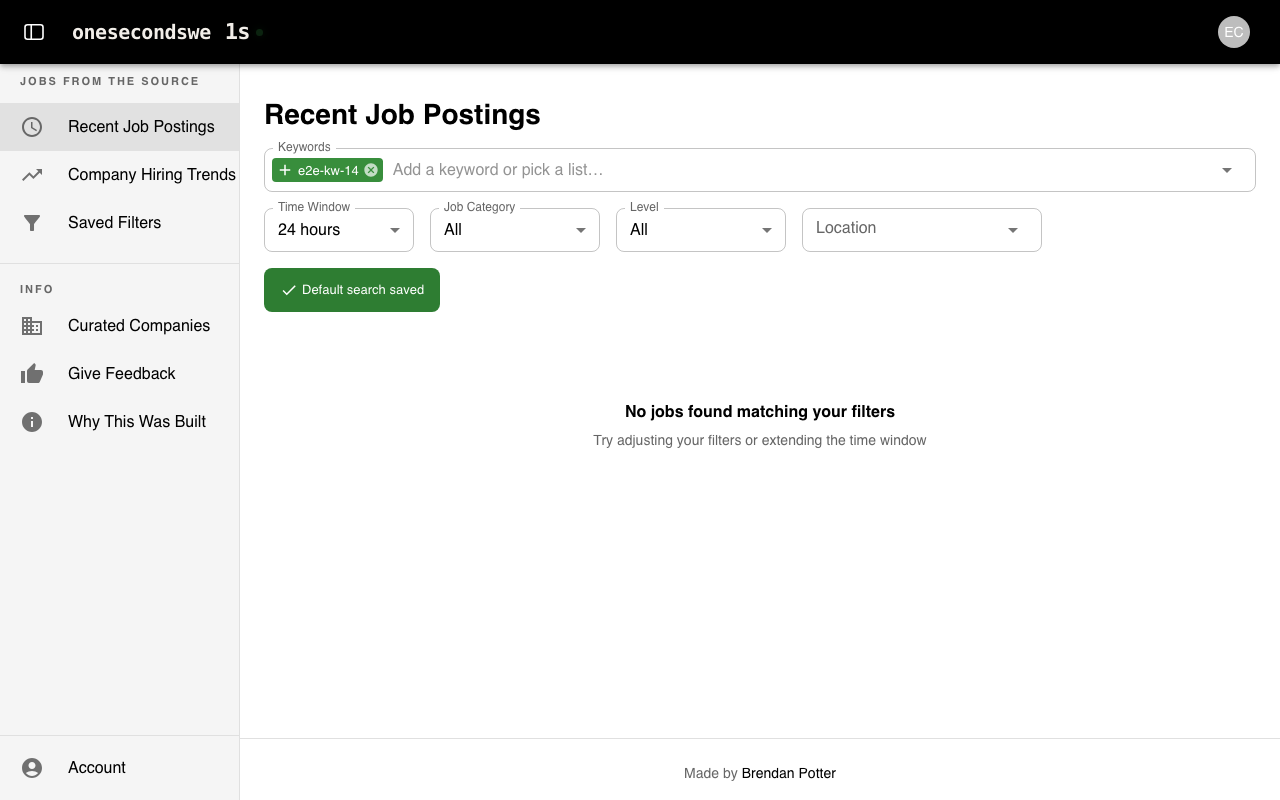 onesecondswe 1s
EC
JOBS FROM THE SOURCE
Recent Job Postings
Company Hiring Trends
Saved Filters
INFO
Curated Companies
Give Feedback
Why This Was Built
Account
Recent Job Postings
Keywords
e2e-kw-14
Add a keyword or pick a list…
Time Window
24 hours
Job Category
All
Level
All
Location
Default search saved
No jobs found matching your filters
Try adjusting your filters or extending the time window
Made by Brendan Potter